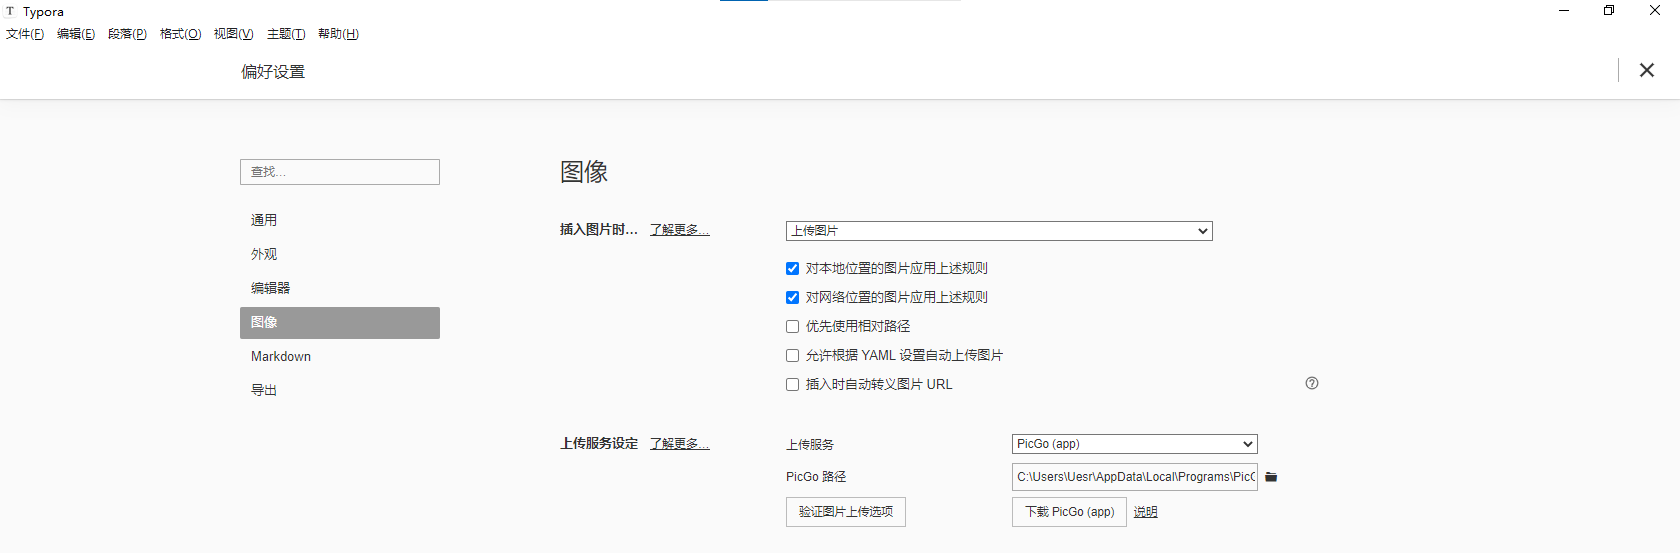 T Typora
文件(F) 编辑(E) 段落(P) 格式(O) 视图(V) 主题(T) 帮助(H)
偏好设置
查找...
通用
外观
编辑器
图像
Markdown
导出
图像
插入图片时... 了解更多... 上传图片
对本地位置的图片应用上述规则
对网络位置的图片应用上述规则
优先使用相对路径
允许根据 YAML 设置自动上传图片
插入时自动转义图片 URL
上传服务设定 了解更多... 上传服务 PicGo (app)
PicGo 路径 C:\Users\Uesr\AppData\Local\Programs\PicG
验证图片上传选项 下载 PicGo (app) 说明